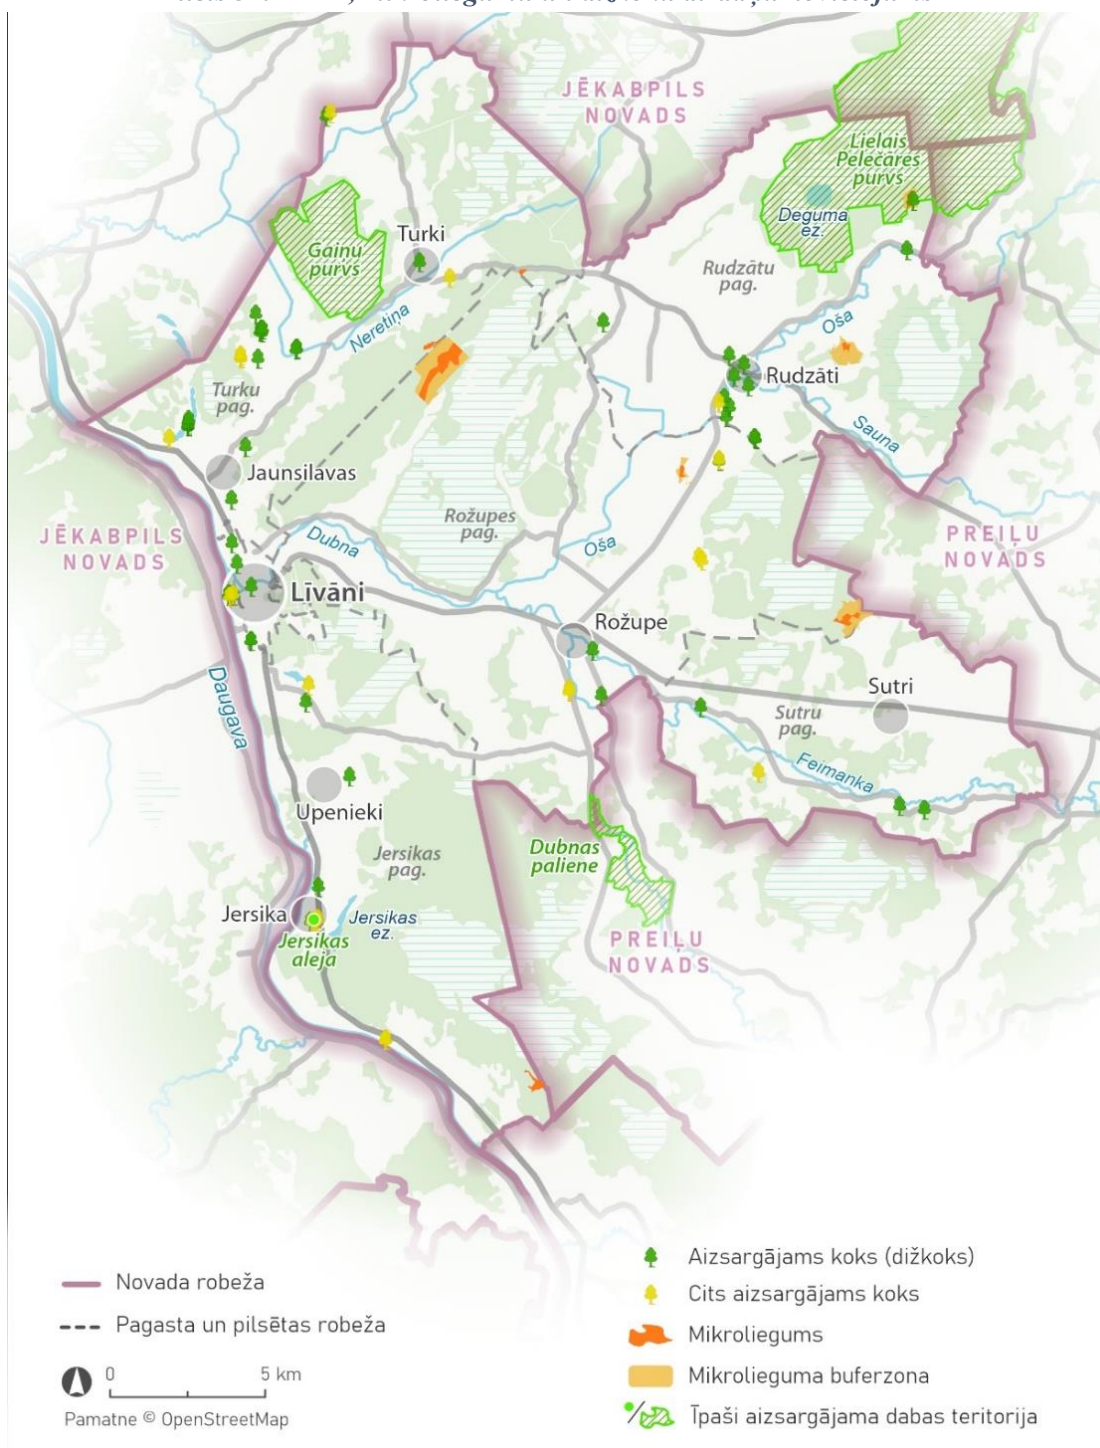 JĒKABPILS
NOVADS
Lielais
Pelečāres
purvs
Deguma
ez.
Turki
Gaiņu
purvs
Rudzātu
pag.
Neretiņa
Oša
Rudzāti
Turku
pag.
Sauna
Jaunsilavas
Rožupes
pag.
JĒKABPILS
NOVADS
Dubna
Oša
PREIĻU
NOVADS
Līvāni
Rožupe
Daugava
Sutri
Sutru
pag.
Feimanka
Upenieki
Jersikas
pag.
Dubnas
paliene
Jersika
Jersikas
ez.
Jersikas
aleja
PREIĻU
NOVADS
Novada robeža
Pagasta un pilsētas robeža
0 5 km
Pamatne © OpenStreetMap
Aizsargājams koks (dižkoks)
Cits aizsargājams koks
Mikroliegums
Mikrolieguma buferzona
Īpaši aizsargājama dabas teritorija